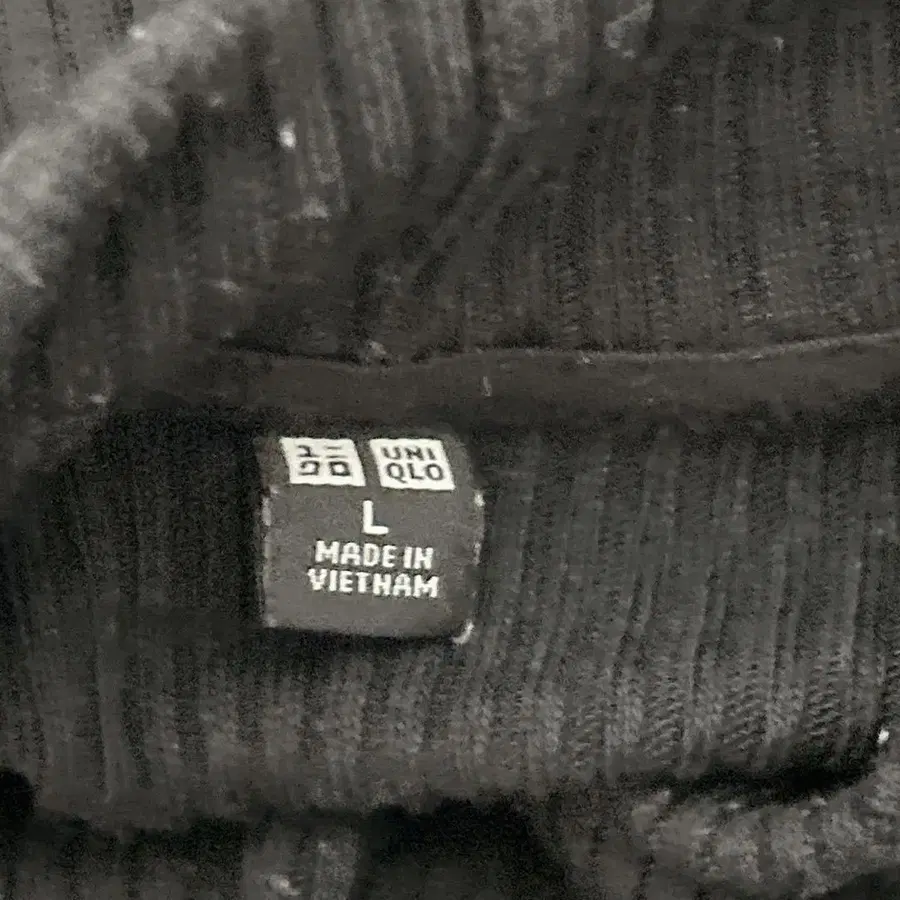 ユニ UNI
クロ QLO
L
MADE IN
VIETNAM